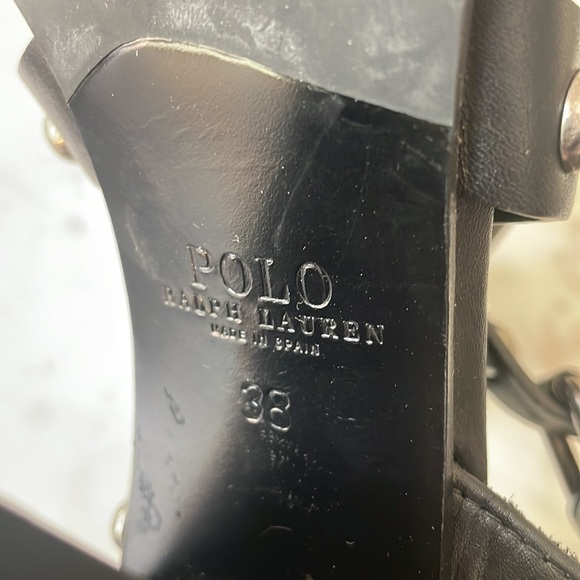 POLO
RALPH LAUREN
MADE IN SPAIN
38